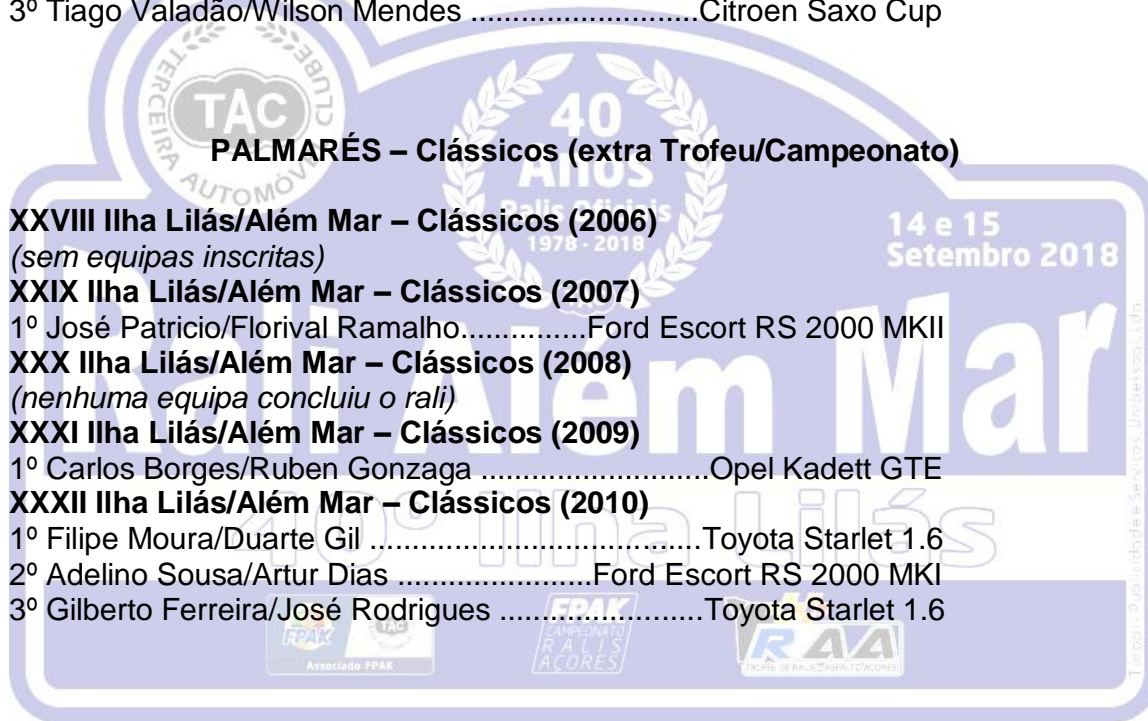 3º Tiago Valadão/Wilson Mendes ...........................Citroen Saxo Cup
TERCEIRA AUTOMÓVEL CLUBE
TAC
40
Anos
PALMARÉS – Clássicos (extra Trofeu/Campeonato)
Ralis Oficiais
1978 - 2018
14 e 15
Setembro 2018
XXVIII Ilha Lilás/Além Mar – Clássicos (2006)
(sem equipas inscritas)
XXIX Ilha Lilás/Além Mar – Clássicos (2007)
1º José Patricio/Florival Ramalho...............Ford Escort RS 2000 MKII
XXX Ilha Lilás/Além Mar – Clássicos (2008)
(nenhuma equipa concluiu o rali)
Rali Além Mar
XXXI Ilha Lilás/Além Mar – Clássicos (2009)
1º Carlos Borges/Ruben Gonzaga ...........................Opel Kadett GTE
XXXII Ilha Lilás/Além Mar – Clássicos (2010)
40º Ilha Lilás
1º Filipe Moura/Duarte Gil .......................................Toyota Starlet 1.6
2º Adelino Sousa/Artur Dias .......................Ford Escort RS 2000 MKI
3º Gilberto Ferreira/José Rodrigues ........................Toyota Starlet 1.6
FPAK
TAC
Associado FPAK
FPAK
CAMPEONATO
RALIS
AÇORES
RAA